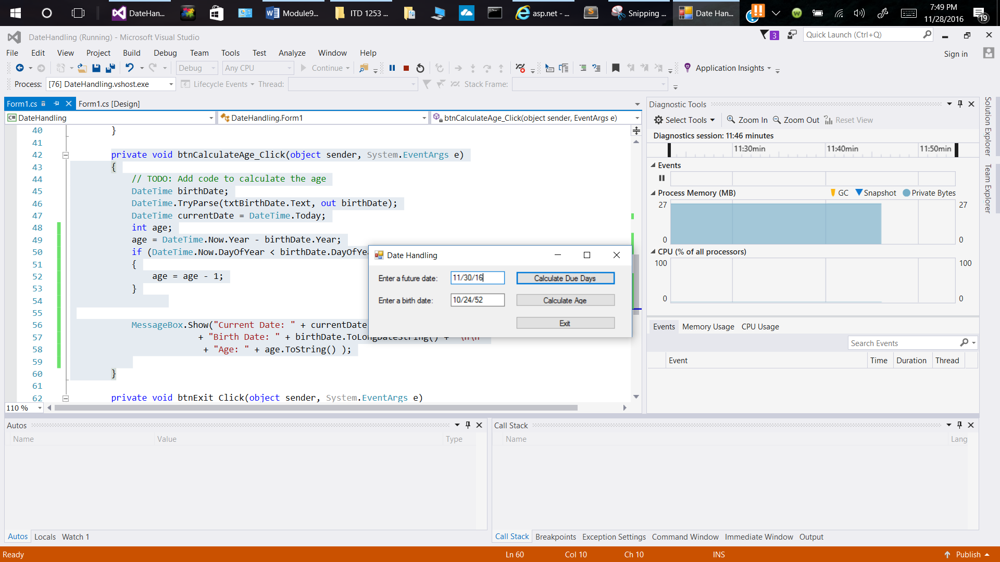 DateHan...
Module9...
ITD 1253 ...
asp.net - ...
Snipping ...
Date Han...
7:49 PM
11/28/2016
19
DateHandling (Running) - Microsoft Visual Studio
3
Quick Launch (Ctrl+Q)
File Edit View Project Build Debug Team Tools Test Analyze Window Help
Sign in
Debug Any CPU Continue Application Insights
Process: [76] DateHandling.vshost.exe Lifecycle Events Thread: Stack Frame:
Form1.cs Form1.cs [Design]
DateHandling DateHandling.Form1 btnCalculateAge_Click(object sender, EventArgs e)
40 }
41
42 private void btnCalculateAge_Click(object sender, System.EventArgs e)
43 {
44 // TODO: Add code to calculate the age
45 DateTime birthDate;
46 DateTime.TryParse(txtBirthDate.Text, out birthDate);
47 DateTime currentDate = DateTime.Today;
48 int age;
49 age = DateTime.Now.Year - birthDate.Year;
50 if (DateTime.Now.DayOfYear < birthDate.DayOfYea
51 {
52 age = age - 1;
53 }
54
55
56 MessageBox.Show("Current Date: " + currentDate
57 + "Birth Date: " + birthDate.ToLongDateString() + "\n\n"
58 + "Age: " + age.ToString() );
59
60 }
61
62 private void btnExit_Click(object sender, System.EventArgs e)
110 %
Date Handling
Enter a future date: 11/30/16 Calculate Due Days
Enter a birth date: 10/24/52 Calculate Age
Exit
Diagnostic Tools
Select Tools Zoom In Zoom Out Reset View
Diagnostics session: 11:46 minutes
11:30min 11:40min 11:50min
Events
Process Memory (MB) GC Snapshot Private Bytes
27 27
0 0
CPU (% of all processors)
100 100
0 0
Events Memory Usage CPU Usage
Search Events
Event Time Duration Thread
Solution Explorer
Team Explorer
Autos
Name Value Type
Autos Locals Watch 1
Call Stack
Name Lang
Call Stack Breakpoints Exception Settings Command Window Immediate Window Output
Ready Ln 60 Col 10 Ch 10 INS Publish